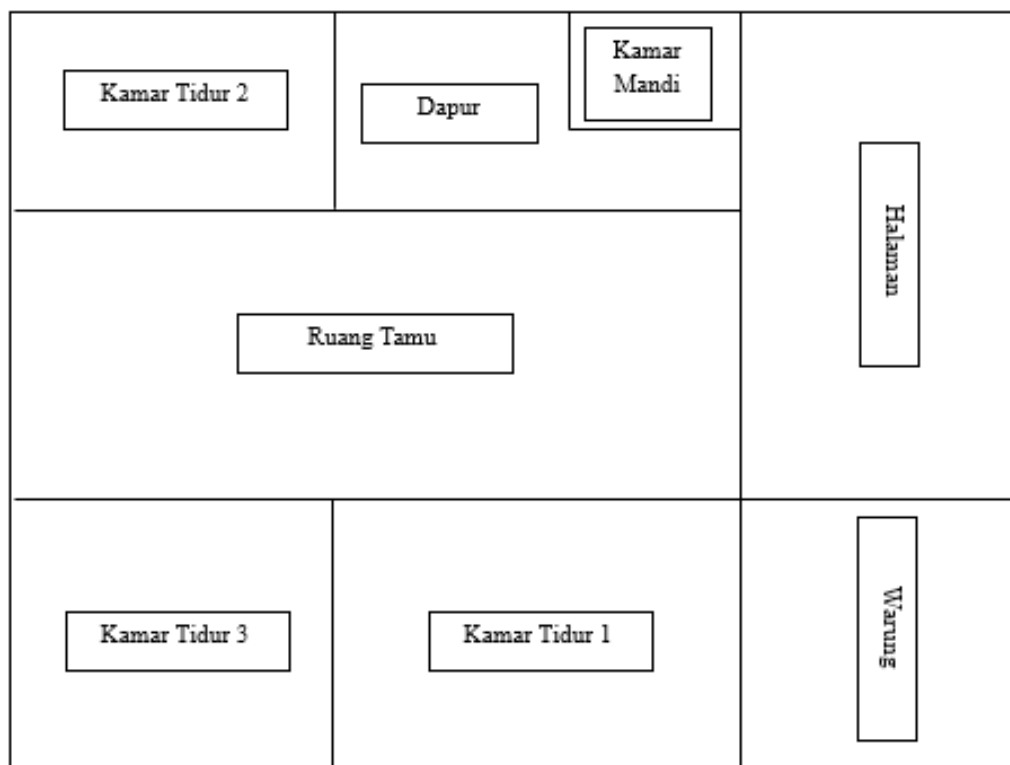 Kamar Tidur 2
Dapur
Kamar
Mandi
Halaman
Ruang Tamu
Kamar Tidur 3
Kamar Tidur 1
Warung